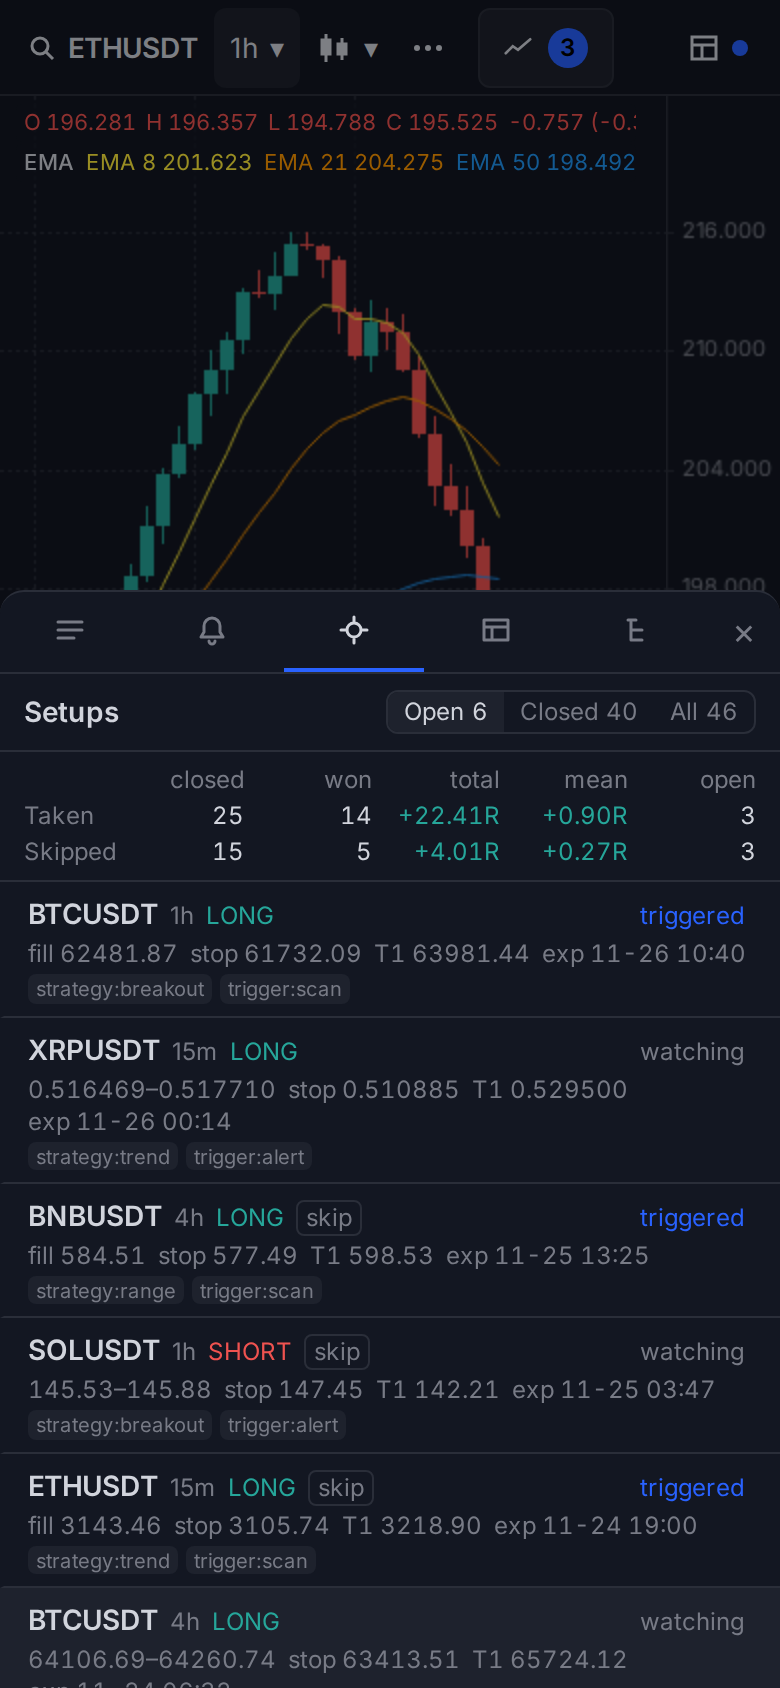 ETHUSDT 1h ▾ ▾ ••• 3
O 196.281 H 196.357 L 194.788 C 195.525 -0.757 (-0.
EMA EMA 8 201.623 EMA 21 204.275 EMA 50 198.492
216.000
210.000
204.000
198.000
Setups Open 6 Closed 40 All 46
closed won total mean open
Taken 25 14 +22.41R +0.90R 3
Skipped 15 5 +4.01R +0.27R 3
BTCUSDT 1h LONG triggered
fill 62481.87 stop 61732.09 T1 63981.44 exp 11-26 10:40
strategy:breakout trigger:scan
XRPUSDT 15m LONG watching
0.516469–0.517710 stop 0.510885 T1 0.529500
exp 11-26 00:14
strategy:trend trigger:alert
BNBUSDT 4h LONG skip triggered
fill 584.51 stop 577.49 T1 598.53 exp 11-25 13:25
strategy:range trigger:scan
SOLUSDT 1h SHORT skip watching
145.53–145.88 stop 147.45 T1 142.21 exp 11-25 03:47
strategy:breakout trigger:alert
ETHUSDT 15m LONG skip triggered
fill 3143.46 stop 3105.74 T1 3218.90 exp 11-24 19:00
strategy:trend trigger:scan
BTCUSDT 4h LONG watching
64106.69–64260.74 stop 63413.51 T1 65724.12